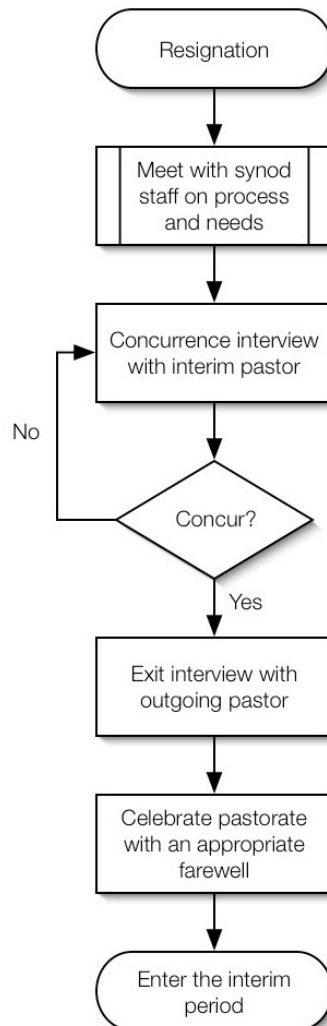 Resignation
Meet with synod
staff on process
and needs
Concurrence interview
with interim pastor
No
Concur?
Yes
Exit interview with
outgoing pastor
Celebrate pastorate
with an appropriate
farewell
Enter the interim
period